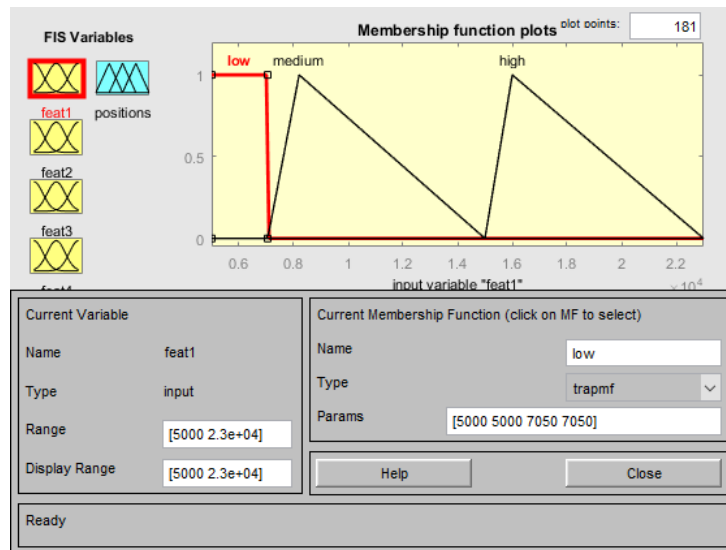 FIS Variables
Membership function plots
plot points:
181
low
medium
high
feat1
positions
feat2
feat3
feat4
1
0.5
0
0.6
0.8
1
1.2
1.4
1.6
1.8
2
2.2
input variable "feat1"
×10⁴
Current Variable
Name
feat1
Type
input
Range
[5000 2.3e+04]
Display Range
[5000 2.3e+04]
Current Membership Function (click on MF to select)
Name
low
Type
trapmf
Params
[5000 5000 7050 7050]
Help
Close
Ready